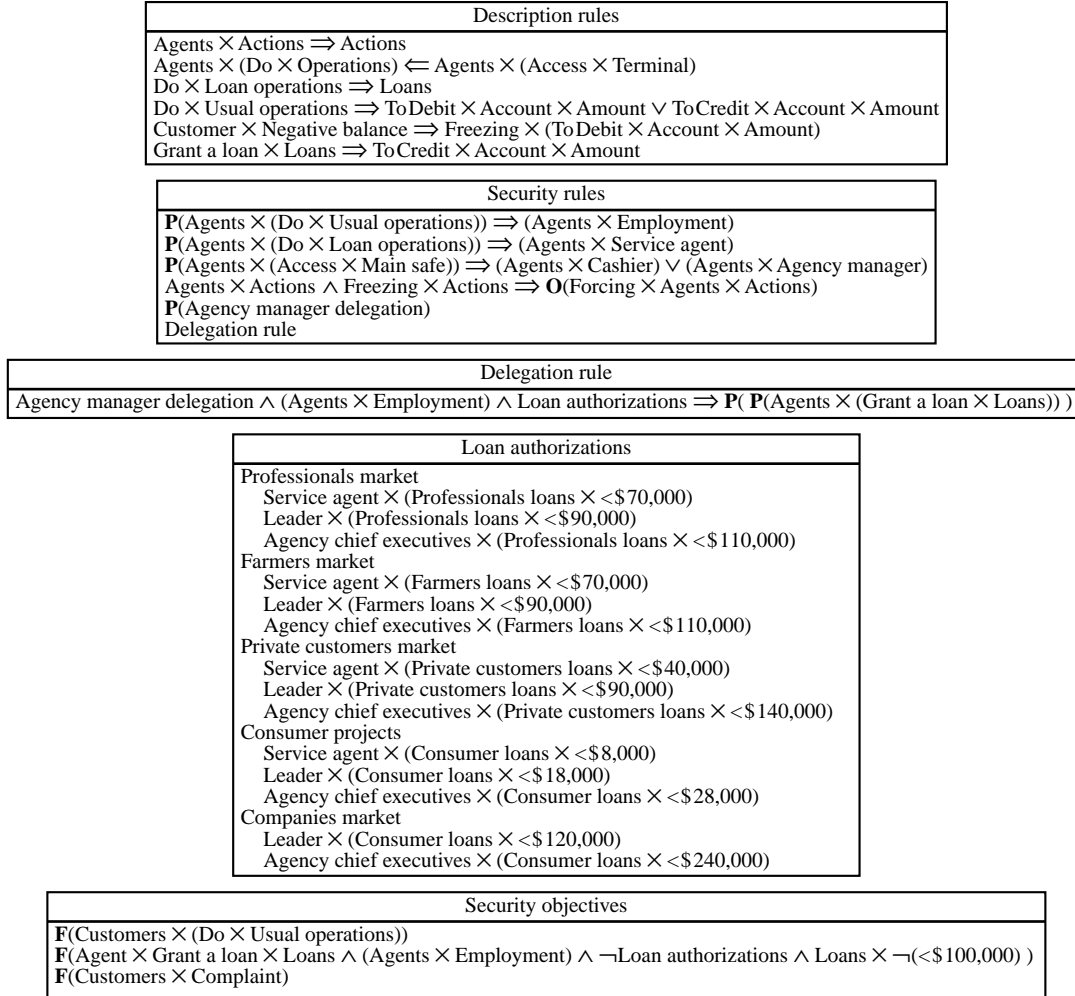 Description rules
Agents × Actions ⇒ Actions
Agents × (Do × Operations) ⇐ Agents × (Access × Terminal)
Do × Loan operations ⇒ Loans
Do × Usual operations ⇒ ToDebit × Account × Amount ∨ ToCredit × Account × Amount
Customer × Negative balance ⇒ Freezing × (ToDebit × Account × Amount)
Grant a loan × Loans ⇒ ToCredit × Account × Amount
Security rules
P(Agents × (Do × Usual operations)) ⇒ (Agents × Employment)
P(Agents × (Do × Loan operations)) ⇒ (Agents × Service agent)
P(Agents × (Access × Main safe)) ⇒ (Agents × Cashier) ∨ (Agents × Agency manager)
Agents × Actions ∧ Freezing × Actions ⇒ O(Forcing × Agents × Actions)
P(Agency manager delegation)
Delegation rule
Delegation rule
Agency manager delegation ∧ (Agents × Employment) ∧ Loan authorizations ⇒ P( P(Agents × (Grant a loan × Loans)) )
Loan authorizations
Professionals market
Service agent × (Professionals loans × <$70,000)
Leader × (Professionals loans × <$90,000)
Agency chief executives × (Professionals loans × <$110,000)
Farmers market
Service agent × (Farmers loans × <$70,000)
Leader × (Farmers loans × <$90,000)
Agency chief executives × (Farmers loans × <$110,000)
Private customers market
Service agent × (Private customers loans × <$40,000)
Leader × (Private customers loans × <$90,000)
Agency chief executives × (Private customers loans × <$140,000)
Consumer projects
Service agent × (Consumer loans × <$8,000)
Leader × (Consumer loans × <$18,000)
Agency chief executives × (Consumer loans × <$28,000)
Companies market
Leader × (Consumer loans × <$120,000)
Agency chief executives × (Consumer loans × <$240,000)
Security objectives
F(Customers × (Do × Usual operations))
F(Agent × Grant a loan × Loans ∧ (Agents × Employment) ∧ ¬Loan authorizations ∧ Loans × ¬(<$100,000) )
F(Customers × Complaint)